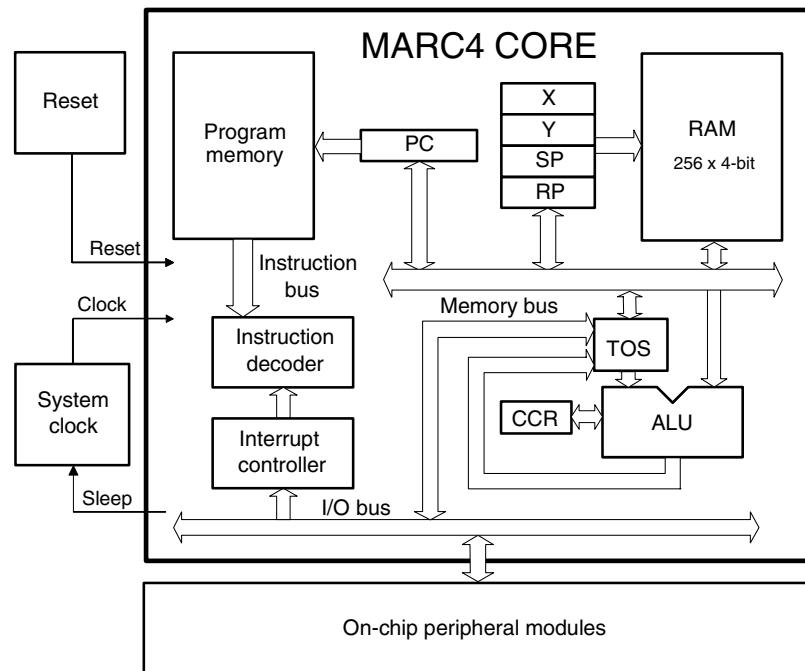 MARC4 CORE
Reset
Program
memory
PC
X
Y
SP
RP
RAM
256 x 4-bit
Reset
Instruction
bus
Clock
Memory bus
Instruction
decoder
TOS
System
clock
CCR
ALU
Interrupt
controller
Sleep
I/O bus
On-chip peripheral modules